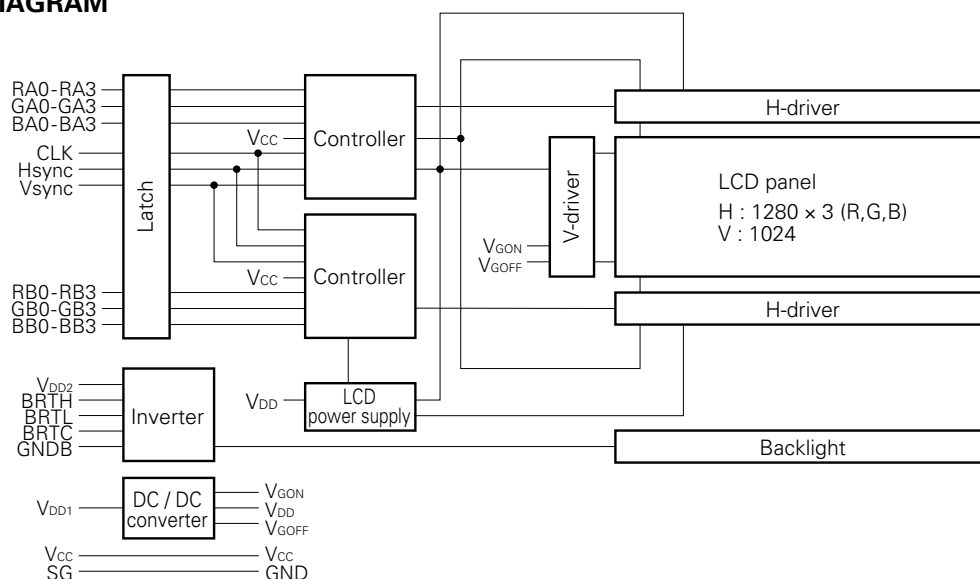 IAGRAM
RA0-RA3
GA0-GA3
BA0-BA3
CLK
Hsync
Vsync
RB0-RB3
GB0-GB3
BB0-BB3
Latch
VCC
Controller
VCC
Controller
H-driver
V-driver
VGON
VGOFF
LCD panel
H : 1280 × 3 (R,G,B)
V : 1024
H-driver
VDD2
BRTH
BRTL
BRTC
GNDB
Inverter
VDD
LCD
power supply
Backlight
VDD1
DC / DC
converter
VGON
VDD
VGOFF
VCC
VCC
SG
GND